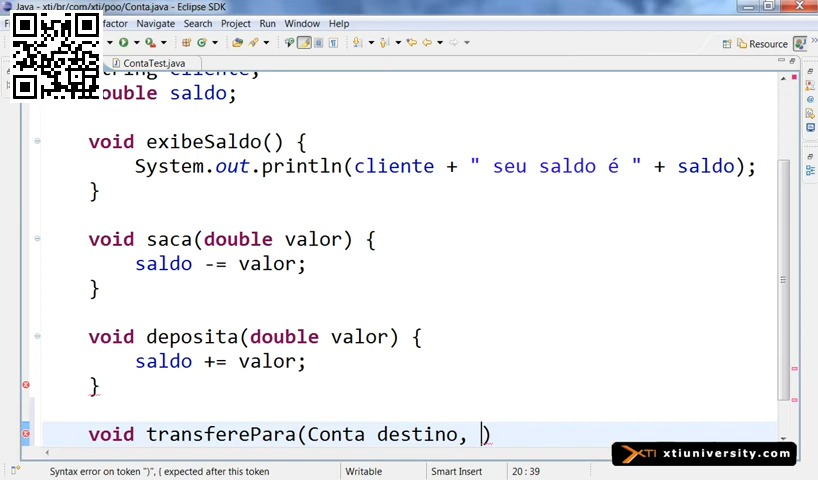 Java - xti/br/com/xti/poo/Conta.java - Eclipse SDK
Navigate Search Project Run Window Help
Resource
ContaTest.java
String cliente;
double saldo;
void exibeSaldo() {
System.out.println(cliente + " seu saldo é " + saldo);
}
void saca(double valor) {
saldo -= valor;
}
void deposita(double valor) {
saldo += valor;
}
void transferePara(Conta destino, )
XTI xtiuniversity.com
Syntax error on token ")", { expected after this token
Writable
Smart Insert
20 : 39